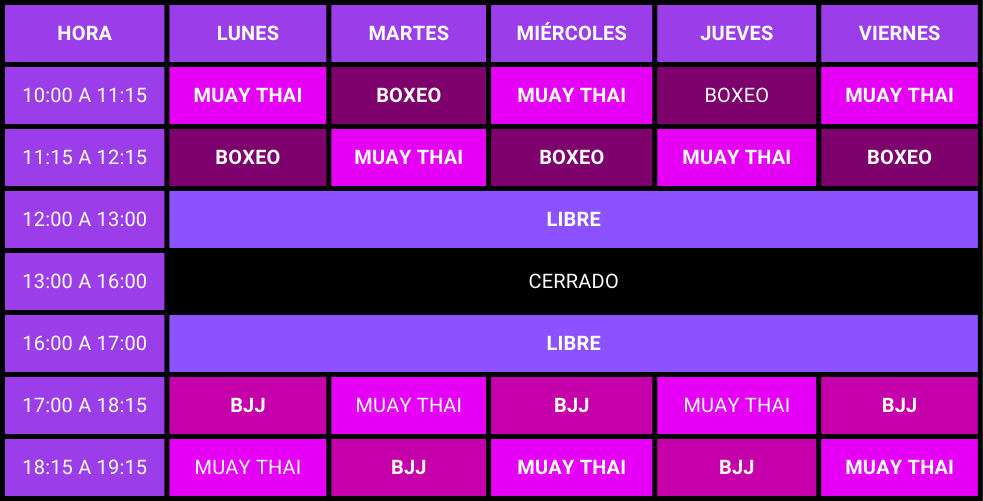 HORA LUNES MARTES MIÉRCOLES JUEVES VIERNES
10:00 A 11:15 MUAY THAI BOXEO MUAY THAI BOXEO MUAY THAI
11:15 A 12:15 BOXEO MUAY THAI BOXEO MUAY THAI BOXEO
12:00 A 13:00 LIBRE
13:00 A 16:00 CERRADO
16:00 A 17:00 LIBRE
17:00 A 18:15 BJJ MUAY THAI BJJ MUAY THAI BJJ
18:15 A 19:15 MUAY THAI BJJ MUAY THAI BJJ MUAY THAI